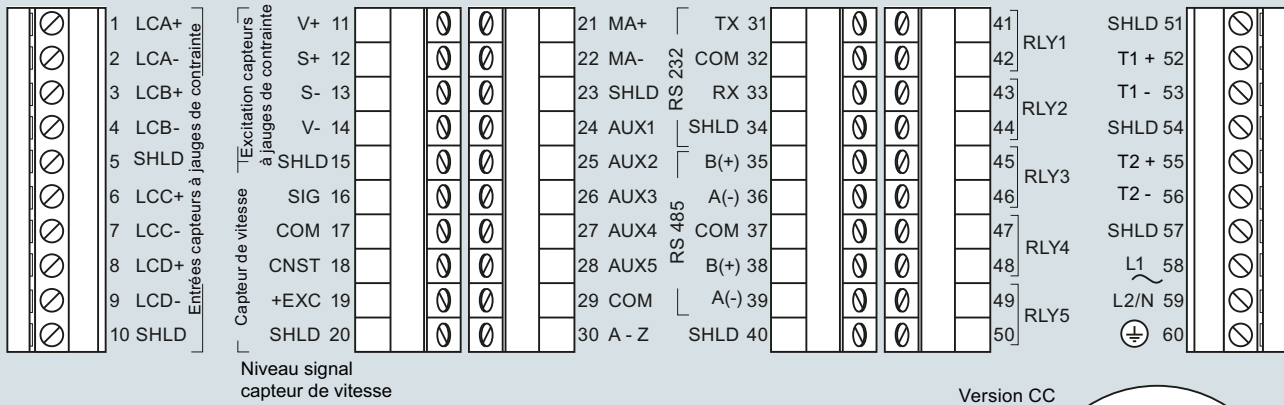 1 LCA+
2 LCA-
3 LCB+
4 LCB-
5 SHLD
6 LCC+
7 LCC-
8 LCD+
9 LCD-
10 SHLD
Entrées capteurs à jauges de contrainte
Excitation capteurs
à jauges de contrainte
Capteur de vitesse
V+ 11
S+ 12
S- 13
V- 14
SHLD 15
SIG 16
COM 17
CNST 18
+EXC 19
SHLD 20
Niveau signal
capteur de vitesse
21 MA+
22 MA-
23 SHLD
24 AUX1
25 AUX2
26 AUX3
27 AUX4
28 AUX5
29 COM
30 A - Z
RS 232
RS 485
TX 31
COM 32
RX 33
SHLD 34
B(+) 35
A(-) 36
COM 37
B(+) 38
A(-) 39
SHLD 40
41
42
RLY1
43
44
RLY2
45
46
RLY3
47
48
RLY4
49
50
RLY5
SHLD 51
T1 + 52
T1 - 53
SHLD 54
T2 + 55
T2 - 56
SHLD 57
L1 58
L2/N 59
60
Version CC